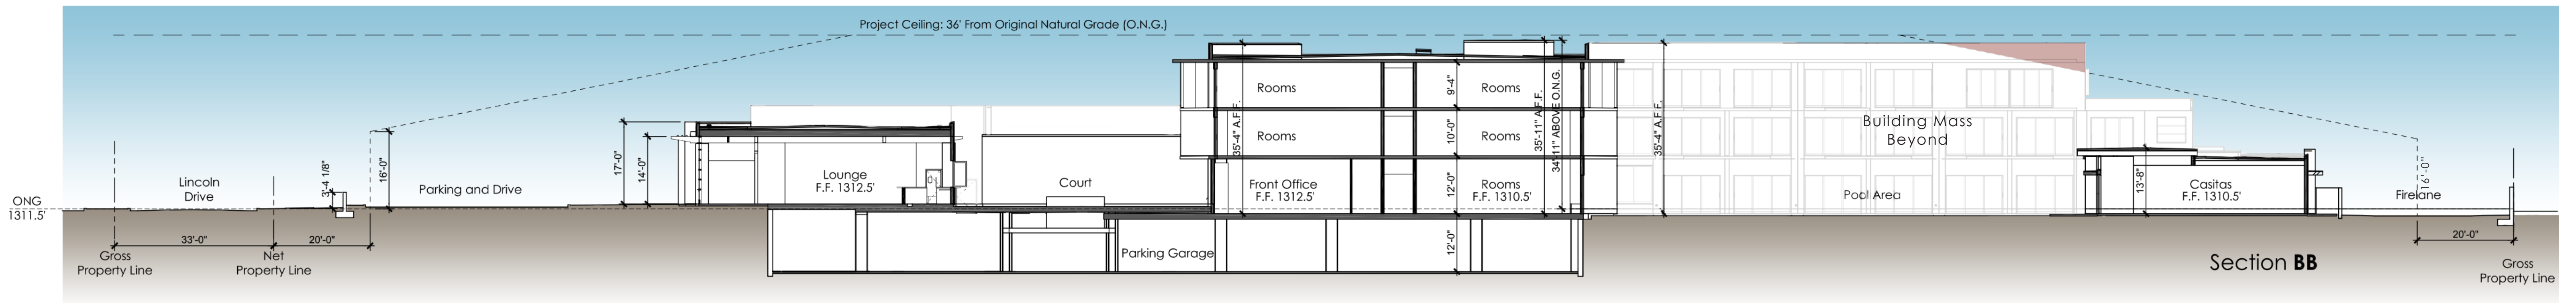 Project Ceiling: 36' From Original Natural Grade (O.N.G.)
ONG
1311.5'
Lincoln
Drive
3'-4 1/8"
16'-0"
Parking and Drive
17'-0"
14'-0"
Lounge
F.F. 1312.5'
Court
Rooms
Rooms
Front Office
F.F. 1312.5'
35'-4" A.F.F.
9'-4"
10'-0"
12'-0"
Rooms
Rooms
Rooms
F.F. 1310.5'
35'-11" A.F.F.
34'-11" ABOVE O.N.G.
35'-4" A.F.F.
Building Mass
Beyond
Pool Area
13'-8"
Casitas
F.F. 1310.5'
16'-0"
Firelane
33'-0"
20'-0"
Gross
Property Line
Net
Property Line
Parking Garage
12'-0"
Section BB
20'-0"
Gross
Property Line